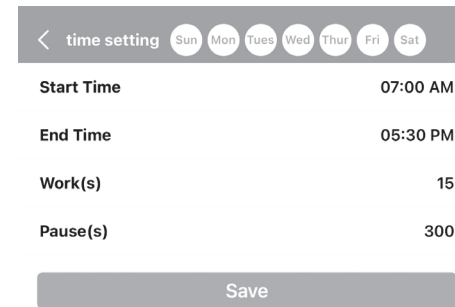 time setting Sun Mon Tues Wed Thur Fri Sat
Start Time 07:00 AM
End Time 05:30 PM
Work(s) 15
Pause(s) 300
Save